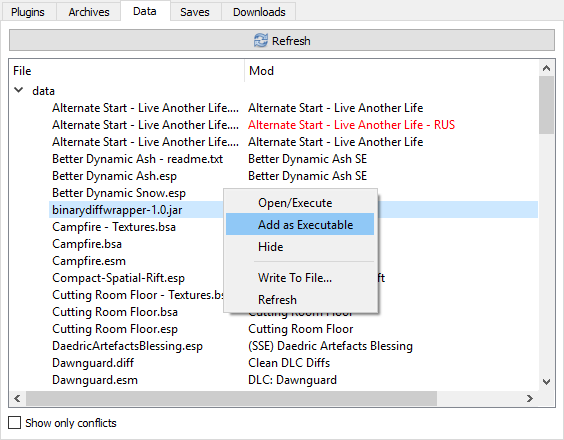 Plugins Archives Data Saves Downloads
Refresh
File Mod
data
Alternate Start - Live Another Life.... Alternate Start - Live Another Life
Alternate Start - Live Another Life.... Alternate Start - Live Another Life - RUS
Alternate Start - Live Another Life.... Alternate Start - Live Another Life
Better Dynamic Ash - readme.txt Better Dynamic Ash SE
Better Dynamic Ash.esp Better Dynamic Ash SE
Better Dynamic Snow.esp
binarydiffwrapper-1.0.jar Open/Execute
Campfire - Textures.bsa Add as Executable
Campfire.bsa Hide
Campfire.esm
Compact-Spatial-Rift.esp Write To File...
Cutting Room Floor - Textures.bs Refresh
Cutting Room Floor.bsa Cutting Room Floor
Cutting Room Floor.esp Cutting Room Floor
DaedricArtefactsBlessing.esp (SSE) Daedric Artefacts Blessing
Dawnguard.diff Clean DLC Diffs
Dawnguard.esm DLC: Dawnguard
Show only conflicts